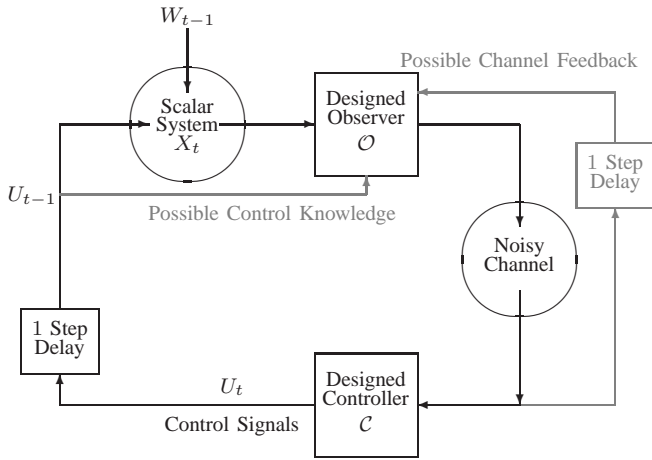 W_{t−1}
Possible Channel Feedback
Scalar
System
X_t
Designed
Observer
O
1 Step
Delay
U_{t−1}
Possible Control Knowledge
Noisy
Channel
1 Step
Delay
U_t
Control Signals
Designed
Controller
C